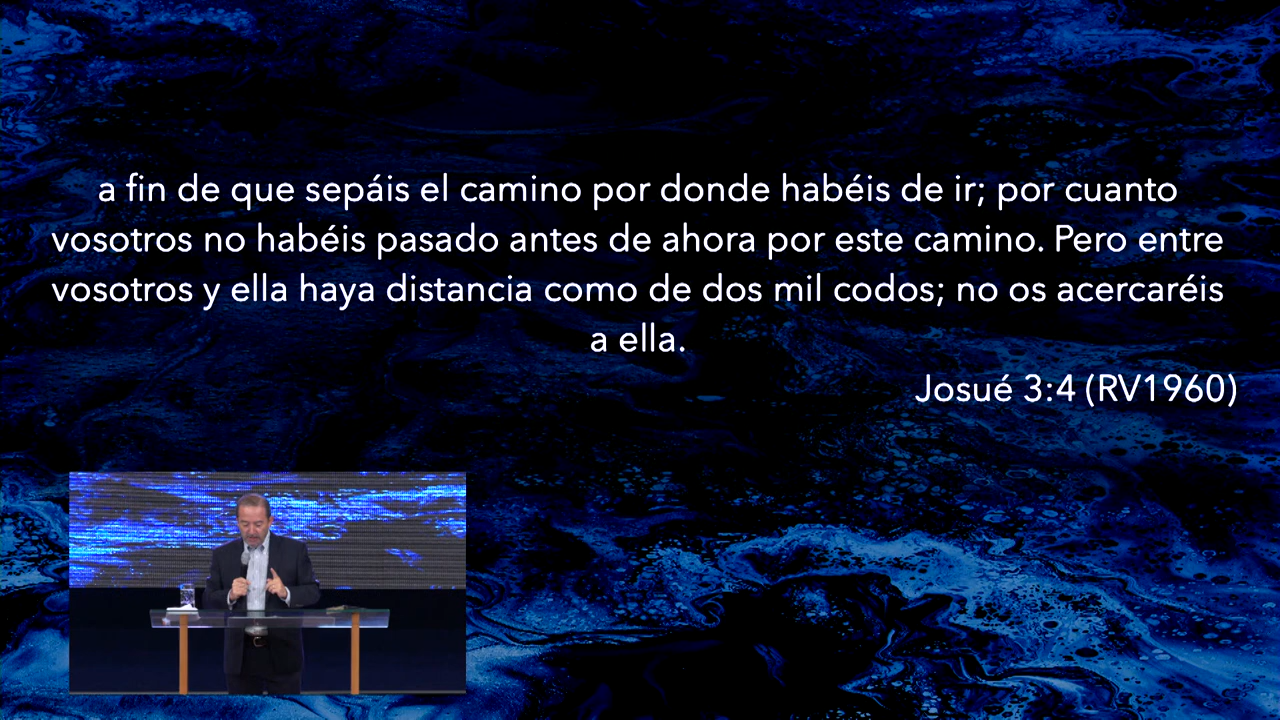 a fin de que sepáis el camino por donde habéis de ir; por cuanto
vosotros no habéis pasado antes de ahora por este camino. Pero entre
vosotros y ella haya distancia como de dos mil codos; no os acercaréis
a ella.
Josué 3:4 (RV1960)